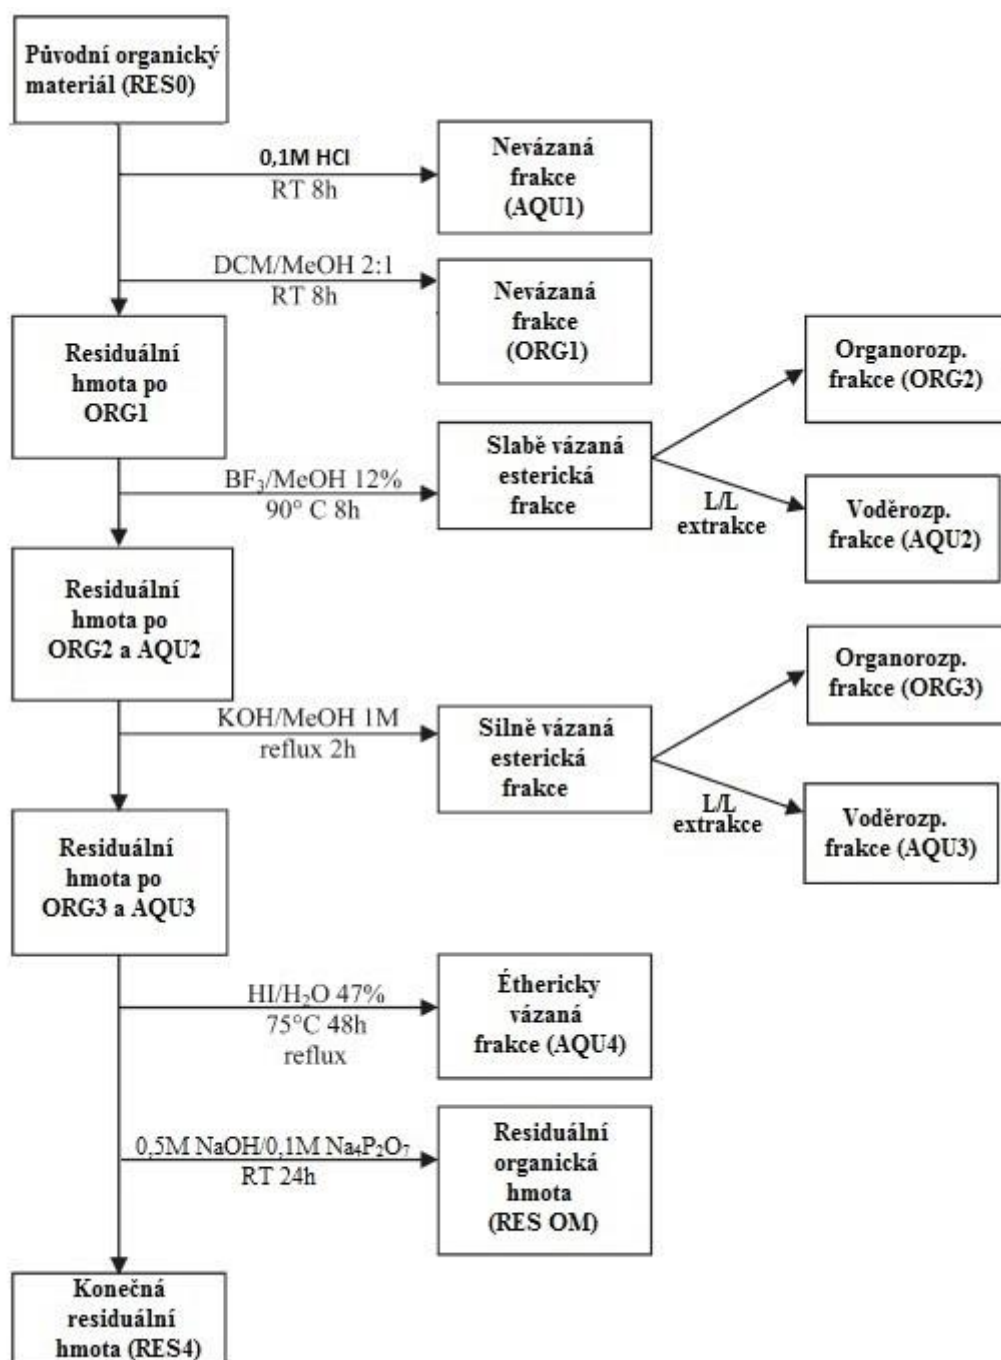 Původní organický
materiál (RES0)
0,1M HCl
RT 8h
Nevázaná
frakce
(AQU1)
DCM/MeOH 2:1
RT 8h
Nevázaná
frakce
(ORG1)
Residuální
hmota po
ORG1
Organorozp.
frakce (ORG2)
BF₃/MeOH 12%
90° C 8h
Slabě vázaná
esterická
frakce
L/L
extrakce
Voděrozp.
frakce (AQU2)
Residuální
hmota po
ORG2 a AQU2
Organorozp.
frakce (ORG3)
KOH/MeOH 1M
reflux 2h
Silně vázaná
esterická
frakce
L/L
extrakce
Voděrozp.
frakce (AQU3)
Residuální
hmota po
ORG3 a AQU3
HI/H₂O 47%
75°C 48h
reflux
Éthericky
vázaná
frakce (AQU4)
0,5M NaOH/0,1M Na₄P₂O₇
RT 24h
Residuální
organická
hmota
(RES OM)
Konečná
residuální
hmota (RES4)